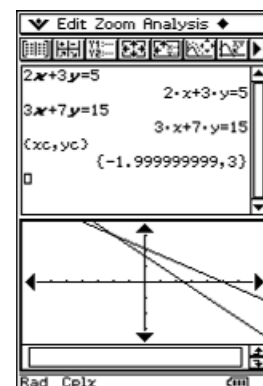 Edit Zoom Analysis
2x+3y=5
2·x+3·y=5
3x+7y=15
3·x+7·y=15
(xc,yc)
{-1.999999999,3}
Rad Cplx